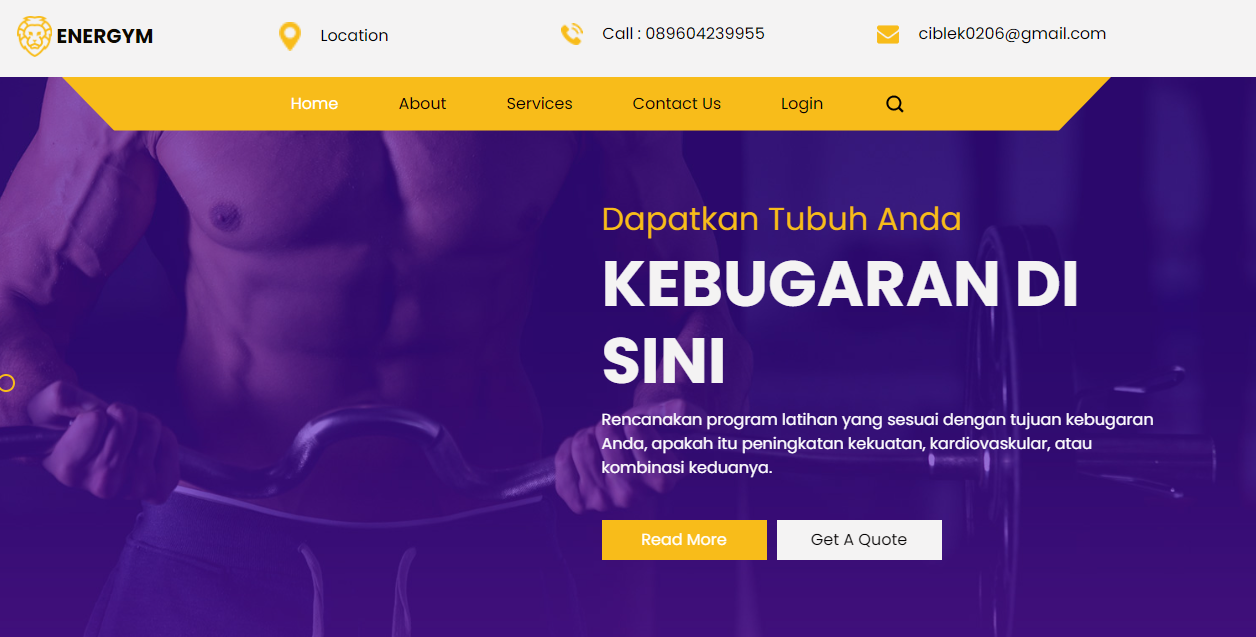 ENERGYM
Location
Call : 089604239955
ciblek0206@gmail.com
Home
About
Services
Contact Us
Login
Dapatkan Tubuh Anda
KEBUGARAN DI
SINI
Rencanakan program latihan yang sesuai dengan tujuan kebugaran
Anda, apakah itu peningkatan kekuatan, kardiovaskular, atau
kombinasi keduanya.
Read More
Get A Quote